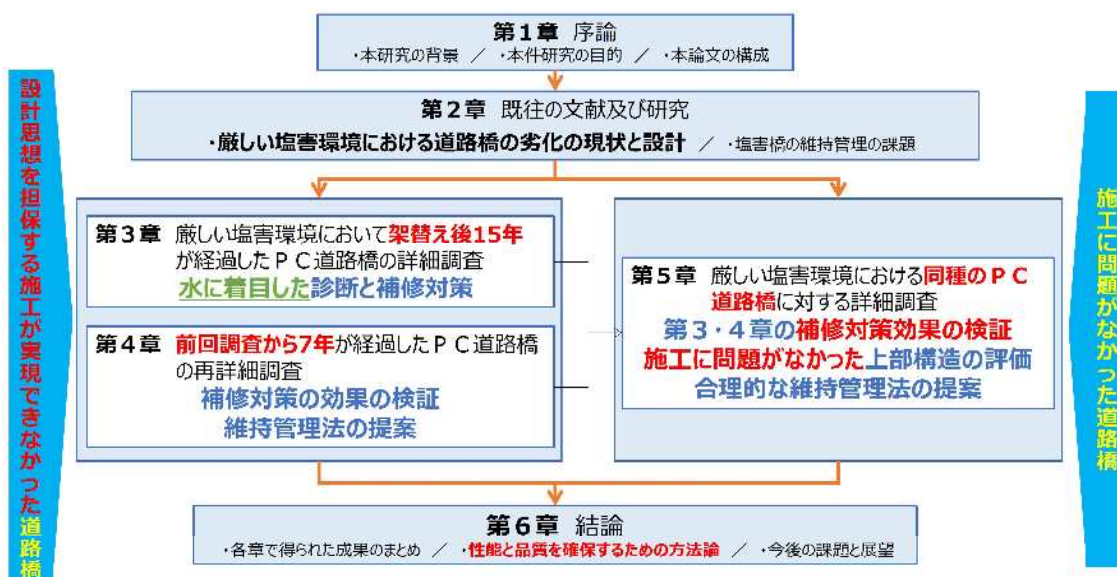 第1章 序論
・本研究の背景 ／ ・本件研究の目的 ／ ・本論文の構成
第2章 既往の文献及び研究
・厳しい塩害環境における道路橋の劣化の現状と設計 ／ ・塩害橋の維持管理の課題
設計思想を担保する施工が実現できなかった道路橋
第3章 厳しい塩害環境において架替え後15年
が経過したPC道路橋の詳細調査
水に着目した診断と補修対策
第4章 前回調査から7年が経過したPC道路橋
の再詳細調査
補修対策の効果の検証
維持管理法の提案
第5章 厳しい塩害環境における同種のPC
道路橋に対する詳細調査
第3・4章の補修対策効果の検証
施工に問題がなかった上部構造の評価
合理的な維持管理法の提案
施工に問題がなかった道路橋
第6章 結論
・各章で得られた成果のまとめ ／ ・性能と品質を確保するための方法論 ／ ・今後の課題と展望